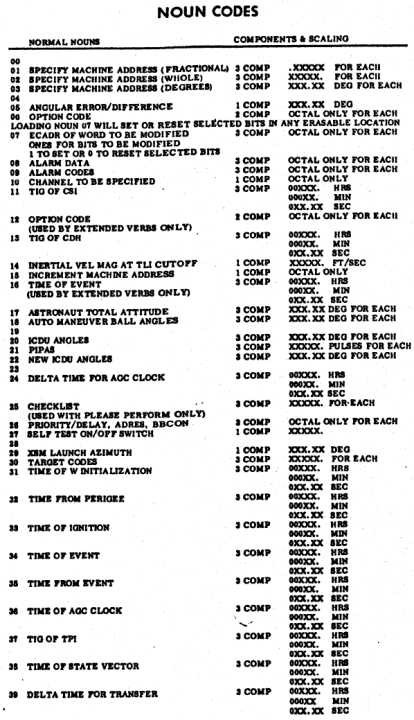 NOUN CODES
NORMAL NOUNS COMPONENTS & SCALING
00
01 SPECIFY MACHINE ADDRESS (FRACTIONAL) 3 COMP .XXXXX FOR EACH
02 SPECIFY MACHINE ADDRESS (WHOLE) 3 COMP XXXXX. FOR EACH
03 SPECIFY MACHINE ADDRESS (DEGREES) 3 COMP XXX.XX DEG FOR EACH
04
05 ANGULAR ERROR/DIFFERENCE 1 COMP XXX.XX DEG
06 OPTION CODE 2 COMP OCTAL ONLY FOR EACH
LOADING NOUN 07 WILL SET OR RESET SELECTED BITS IN ANY ERASABLE LOCATION
07 ECADR OF WORD TO BE MODIFIED 3 COMP OCTAL ONLY FOR EACH
ONES FOR BITS TO BE MODIFIED
1 TO SET OR 0 TO RESET SELECTED BITS
08 ALARM DATA 3 COMP OCTAL ONLY FOR EACH
09 ALARM CODES 3 COMP OCTAL ONLY FOR EACH
10 CHANNEL TO BE SPECIFIED 1 COMP OCTAL ONLY
11 TIG OF CSI 3 COMP 00XXX. HRS
000XX. MIN
0XX.XX SEC
12 OPTION CODE 2 COMP OCTAL ONLY FOR EACH
(USED BY EXTENDED VERBS ONLY)
13 TIG OF CDH 3 COMP 00XXX. HRS
000XX. MIN
0XX.XX SEC
14 INERTIAL VEL MAG AT TLI CUTOFF 1 COMP XXXXX. FT/SEC
15 INCREMENT MACHINE ADDRESS 1 COMP OCTAL ONLY
16 TIME OF EVENT 3 COMP 00XXX. HRS
(USED BY EXTENDED VERBS ONLY) 000XX. MIN
0XX.XX SEC
17 ASTRONAUT TOTAL ATTITUDE 3 COMP XXX.XX DEG FOR EACH
18 AUTO MANEUVER BALL ANGLES 3 COMP XXX.XX DEG FOR EACH
19
20 ICDU ANGLES 3 COMP XXX.XX DEG FOR EACH
21 PIPAS 3 COMP XXXXX. PULSES FOR EACH
22 NEW ICDU ANGLES 3 COMP XXX.XX DEG FOR EACH
23
24 DELTA TIME FOR AGC CLOCK 3 COMP 00XXX. HRS
000XX. MIN
0XX.XX SEC
25 CHECKLIST 3 COMP XXXXX. FOR EACH
(USED WITH PLEASE PERFORM ONLY)
26 PRIORITY/DELAY, ADRES, BBCON 3 COMP OCTAL ONLY FOR EACH
27 SELF TEST ON/OFF SWITCH 1 COMP XXXXX.
28
29 XSM LAUNCH AZIMUTH 1 COMP XXX.XX DEG
30 TARGET CODES 3 COMP XXXXX. FOR EACH
31 TIME OF W INITIALIZATION 3 COMP 00XXX. HRS
000XX. MIN
0XX.XX SEC
32 TIME FROM PERIGEE 3 COMP 00XXX. HRS
000XX. MIN
0XX.XX SEC
33 TIME OF IGNITION 3 COMP 00XXX. HRS
000XX. MIN
0XX.XX SEC
34 TIME OF EVENT 3 COMP 00XXX. HRS
000XX. MIN
0XX.XX SEC
35 TIME FROM EVENT 3 COMP 00XXX. HRS
000XX. MIN
0XX.XX SEC
36 TIME OF AGC CLOCK 3 COMP 00XXX. HRS
000XX. MIN
0XX.XX SEC
37 TIG OF TPI 3 COMP 00XXX. HRS
000XX. MIN
0XX.XX SEC
38 TIME OF STATE VECTOR 3 COMP 00XXX. HRS
000XX MIN
0XX.XX SEC
39 DELTA TIME FOR TRANSFER 3 COMP 00XXX. HRS
000XX MIN
0XX.XX SEC